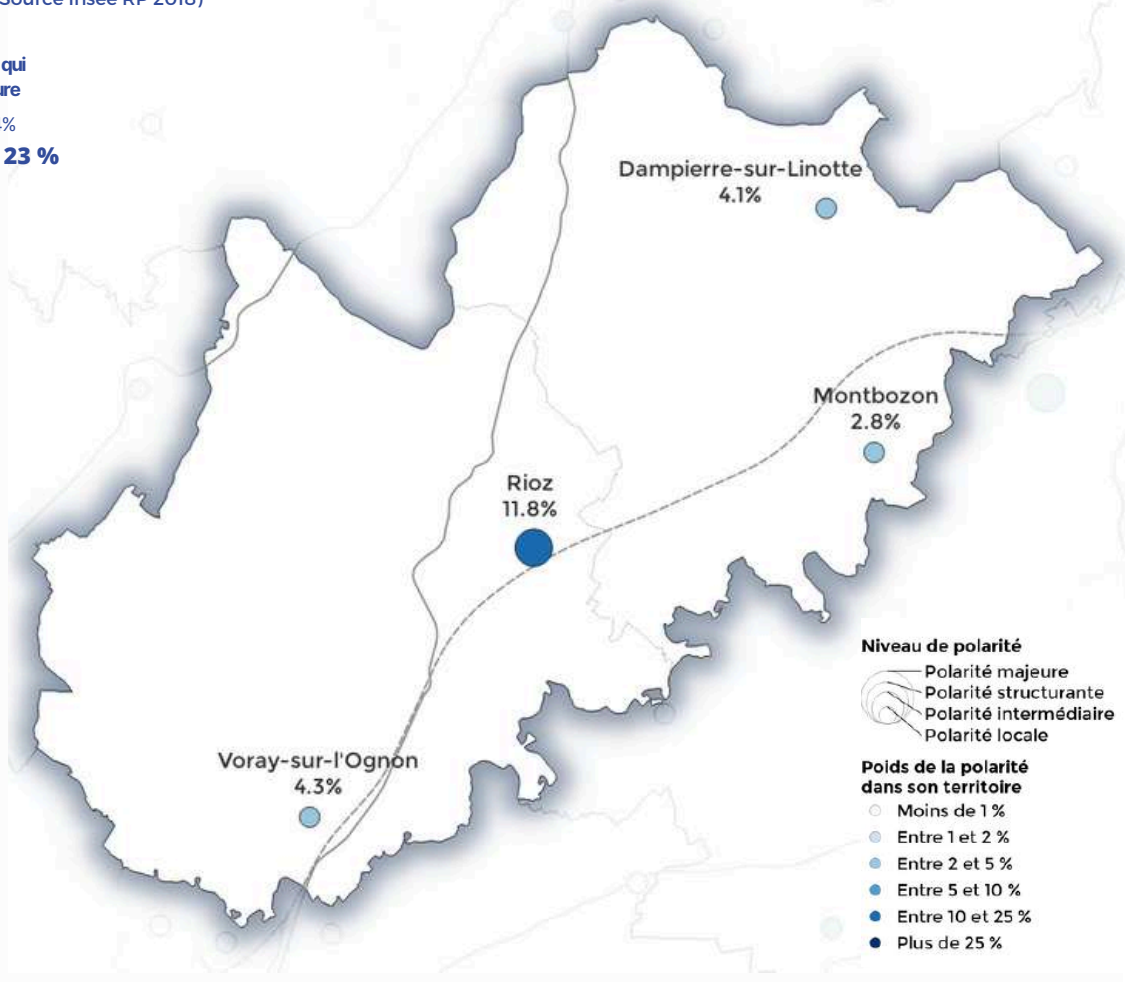 Source Insee RP 2018)
qui
23 %
Dampierre-sur-Linotte
4.1%
Montbozon
2.8%
Rioz
11.8%
Voray-sur-l'Ognon
4.3%
Niveau de polarité
Polarité majeure
Polarité structurante
Polarité intermédiaire
Polarité locale
Poids de la polarité
dans son territoire
Moins de 1 %
Entre 1 et 2 %
Entre 2 et 5 %
Entre 5 et 10 %
Entre 10 et 25 %
Plus de 25 %